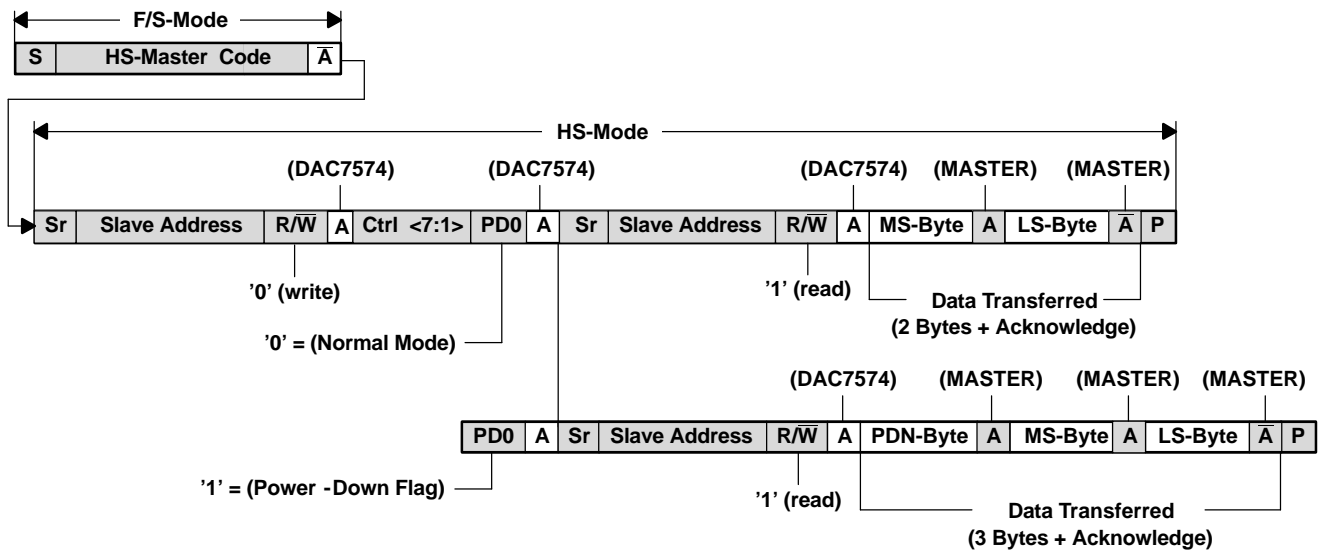 F/S-Mode
S HS-Master Code A̅
HS-Mode
(DAC7574) (DAC7574) (DAC7574) (MASTER) (MASTER)
Sr Slave Address R/W̅ A Ctrl <7:1> PD0 A Sr Slave Address R/W̅ A MS-Byte A LS-Byte A̅ P
'0' (write) '1' (read) Data Transferred
(2 Bytes + Acknowledge)
'0' = (Normal Mode)
(DAC7574) (MASTER) (MASTER) (MASTER)
PD0 A Sr Slave Address R/W̅ A PDN-Byte A MS-Byte A LS-Byte A̅ P
'1' = (Power -Down Flag) '1' (read) Data Transferred
(3 Bytes + Acknowledge)